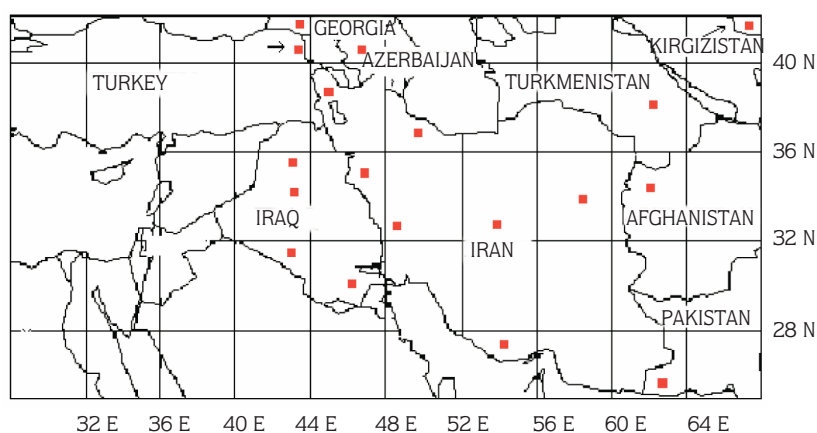 GEORGIA
KIRGIZISTAN
AZERBAIJAN
40 N
TURKEY
TURKMENISTAN
36 N
IRAQ
AFGHANISTAN
32 N
IRAN
PAKISTAN
28 N
32 E 36 E 40 E 44 E 48 E 52 E 56 E 60 E 64 E